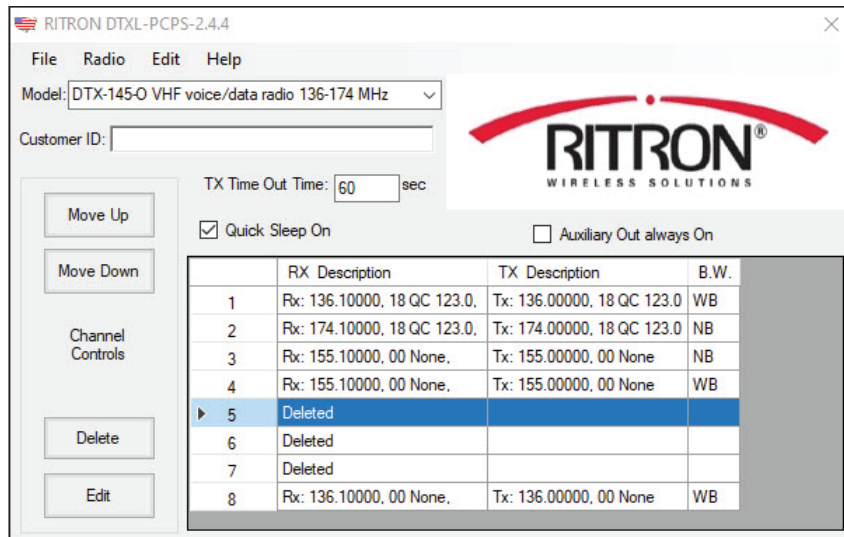 RITRON DTXL-PCPS-2.4.4
File Radio Edit Help
Model: DTX-145-O VHF voice/data radio 136-174 MHz
Customer ID:
RITRON®
WIRELESS SOLUTIONS
TX Time Out Time: 60 sec
Move Up
Quick Sleep On
Auxiliary Out always On
Move Down
Channel
Controls
Delete
Edit
RX Description TX Description B.W.
1 Rx: 136.10000, 18 QC 123.0, Tx: 136.00000, 18 QC 123.0 WB
2 Rx: 174.10000, 18 QC 123.0, Tx: 174.00000, 18 QC 123.0 NB
3 Rx: 155.10000, 00 None, Tx: 155.00000, 00 None NB
4 Rx: 155.10000, 00 None, Tx: 155.00000, 00 None WB
5 Deleted
6 Deleted
7 Deleted
8 Rx: 136.10000, 00 None, Tx: 136.00000, 00 None WB